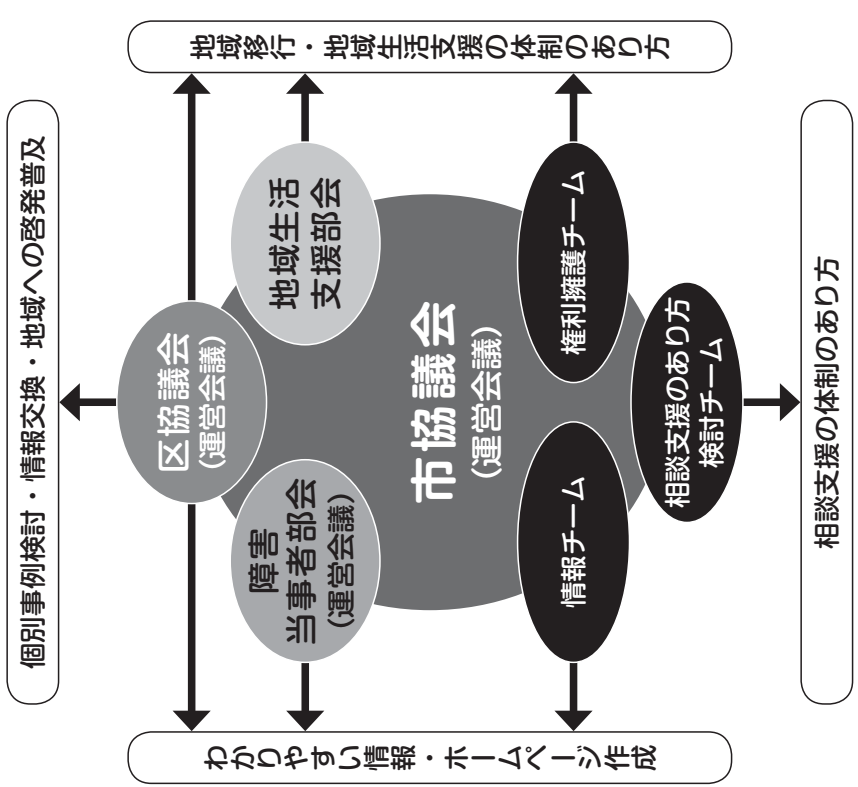 個別事例検討・情報交換・地域への啓発普及
区協議会
(運営会議)
地域移行・地域生活支援の体制のあり方
地域生活
支援部会
障害
当事者部会
(運営会議)
わかりやすい情報・ホームページ作成
市協議会
(運営会議)
権利擁護チーム
情報チーム
相談支援のあり方
検討チーム
相談支援の体制のあり方